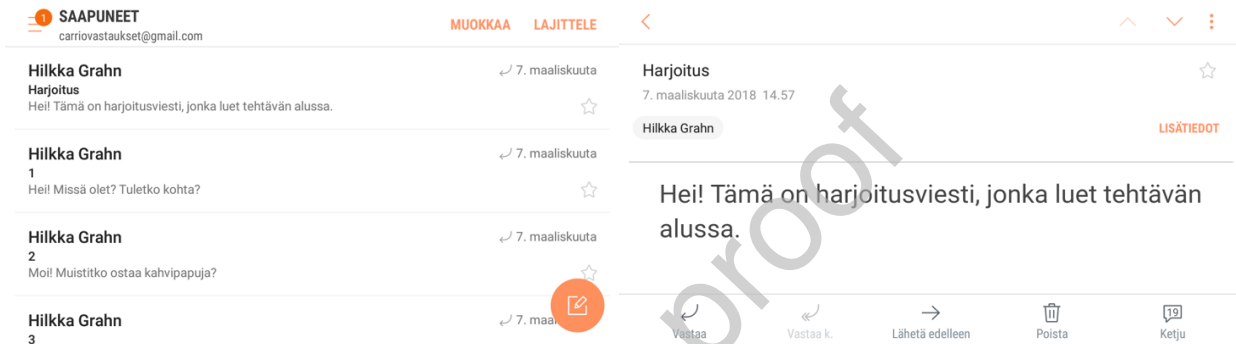 1
SAAPUNEET
carriovastaukset@gmail.com
MUOKKAA LAJITTELE
Hilkka Grahn
7. maaliskuuta
Harjoitus
Hei! Tämä on harjoitusviesti, jonka luet tehtävän alussa.
Hilkka Grahn
7. maaliskuuta
1
Hei! Missä olet? Tuletko kohta?
Hilkka Grahn
7. maaliskuuta
2
Moi! Muistitko ostaa kahvipapuja?
Hilkka Grahn
7. maal
3
Harjoitus
7. maaliskuuta 2018 14.57
Hilkka Grahn
LISÄTIEDOT
Hei! Tämä on harjoitusviesti, jonka luet tehtävän
alussa.
Vastaa
Vastaa k.
Lähetä edelleen
Poista
19
Ketju
proof